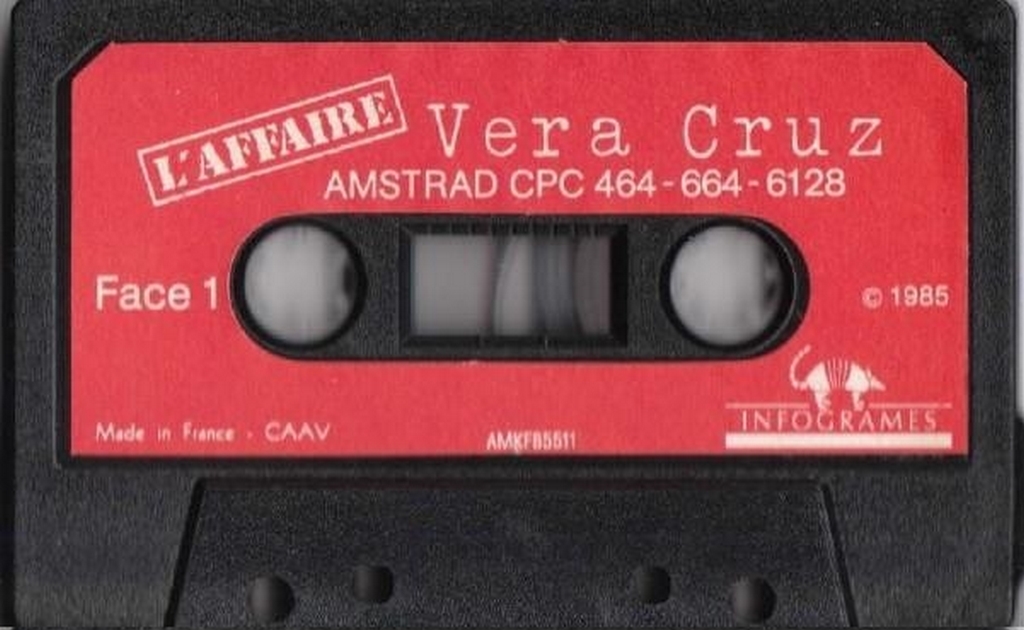 L'AFFAIRE Vera Cruz
AMSTRAD CPC 464-664-6128
Face 1
© 1985
INFOGRAMES
Made in France - CAAV
AMKFB5511